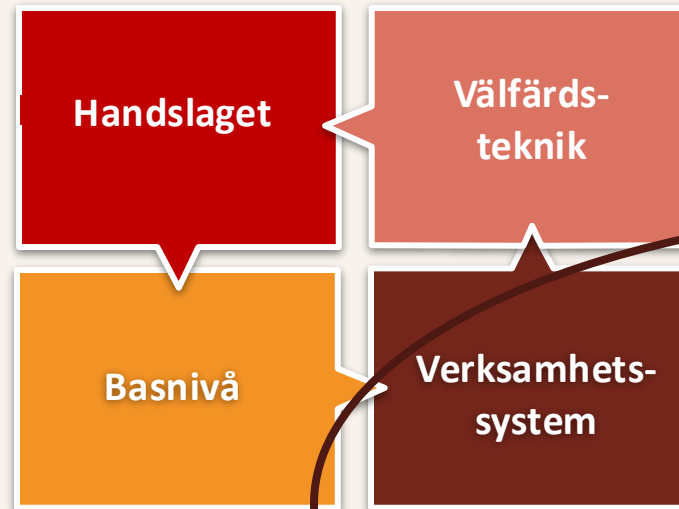 Handslaget
Välfärds-
teknik
Basnivå
Verksamhets-
system